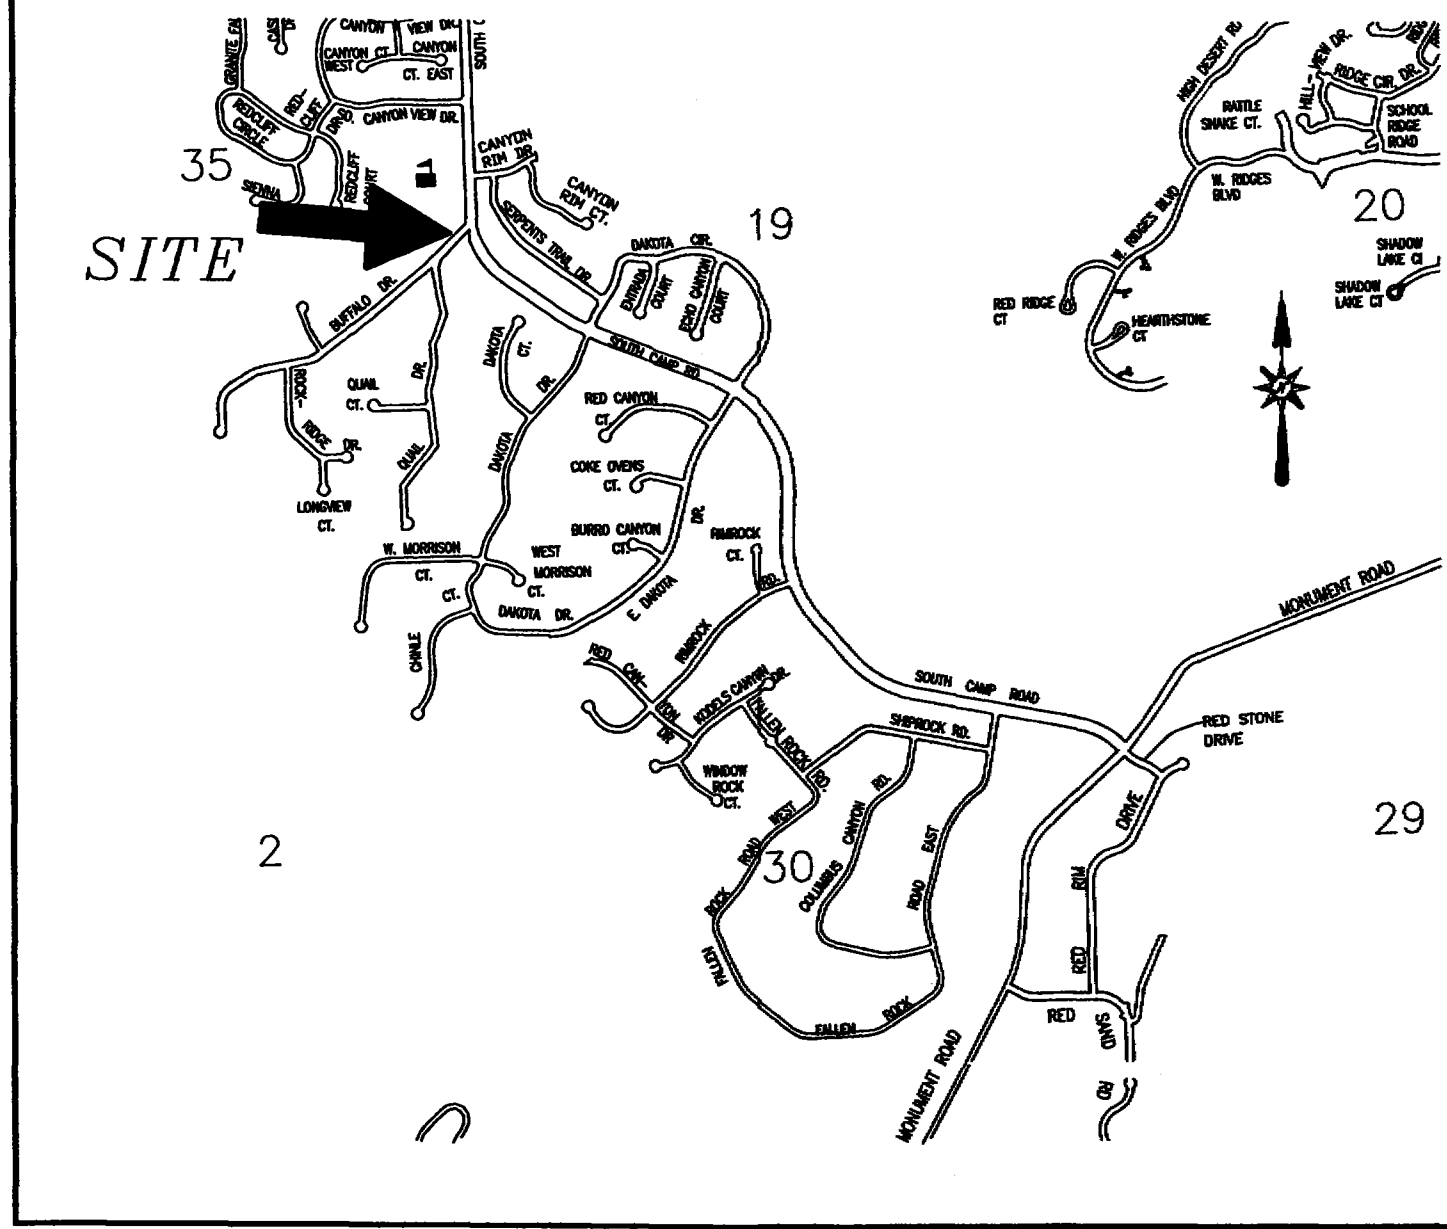 CANYON
VIEW DR.
SOUTH C
GRANITE FA
CANYON CT.
WEST
CANYON
CT. EAST
RED-
CLIFF
DR.
RD.
CANYON VIEW DR.
REDCLIFF
CIRCLE
35
SIENNA
REDCLIFF
COURT
CANYON
RIM DR.
CANYON
RIM CT.
SERPENTS TRAIL DR.
SITE
19
DAKOTA CIR.
ENTRADA
COURT
ECHO CANYON
COURT
BUFFALO DR.
SOUTH CAMP RD.
HIGH DESERT RD
HILL-
VIEW DR.
RIDGE CIR. DR.
RATTLE
SNAKE CT.
SCHOOL
RIDGE
ROAD
W. RIDGES
BLVD
20
W. RIDGES BLVD
SHADOW
LAKE CI
SHADOW
LAKE CT
RED RIDGE
CT
HEARTHSTONE
CT
ROCK-
RIDGE
DR.
LONGVIEW
CT.
QUAIL
CT.
QUAIL
DR.
DAKOTA
CT.
DAKOTA
DR.
RED CANYON
CT.
COKE OVENS
CT.
BURRO CANYON
CT.
DR.
E. DAKOTA
RIMROCK
CT.
RIMROCK
RD.
W. MORRISON
CT.
WEST
MORRISON
CT.
CHINLE
CT.
DAKOTA DR.
RED
CAN-
YON
DR.
KODELS CANYON
DR.
WINDOW
ROCK
CT.
FALLEN ROCK RD.
SOUTH CAMP ROAD
SHIPROCK RD.
MONUMENT ROAD
RED STONE
DRIVE
COLUMBUS
CANYON
RD.
FALLEN
ROCK
ROAD
WEST
FALLEN
ROCK
ROAD
EAST
2
30
29
RED
RIM
DRIVE
RED
SAND
RD
MONUMENT ROAD